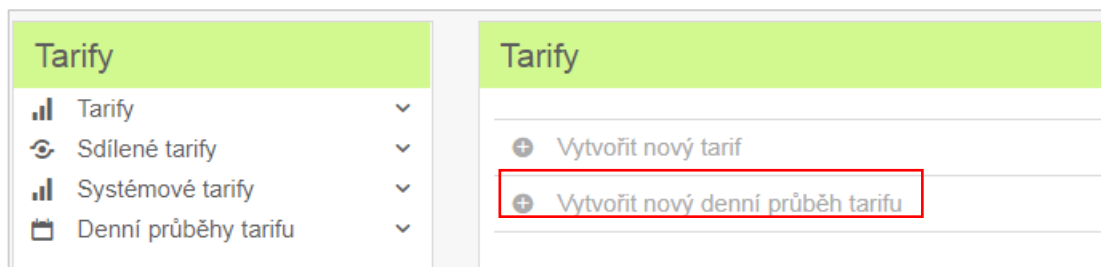 Tarify
Tarify
Sdílené tarify
Systémové tarify
Denní průběhy tarifu
Tarify
Vytvořit nový tarif
Vytvořit nový denní průběh tarifu